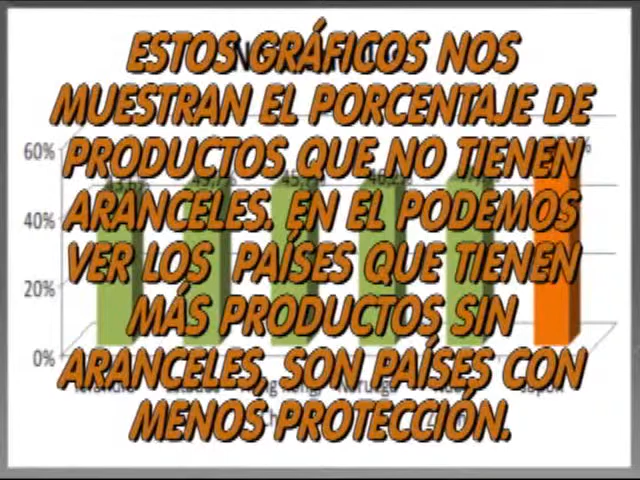 ESTOS GRÁFICOS NOS
MUESTRAN EL PORCENTAJE DE
PRODUCTOS QUE NO TIENEN
ARANCELES. EN EL PODEMOS
VER LOS PAÍSES QUE TIENEN
MÁS PRODUCTOS SIN
ARANCELES, SON PAÍSES CON
MENOS PROTECCIÓN.
60%
40%
20%
0%